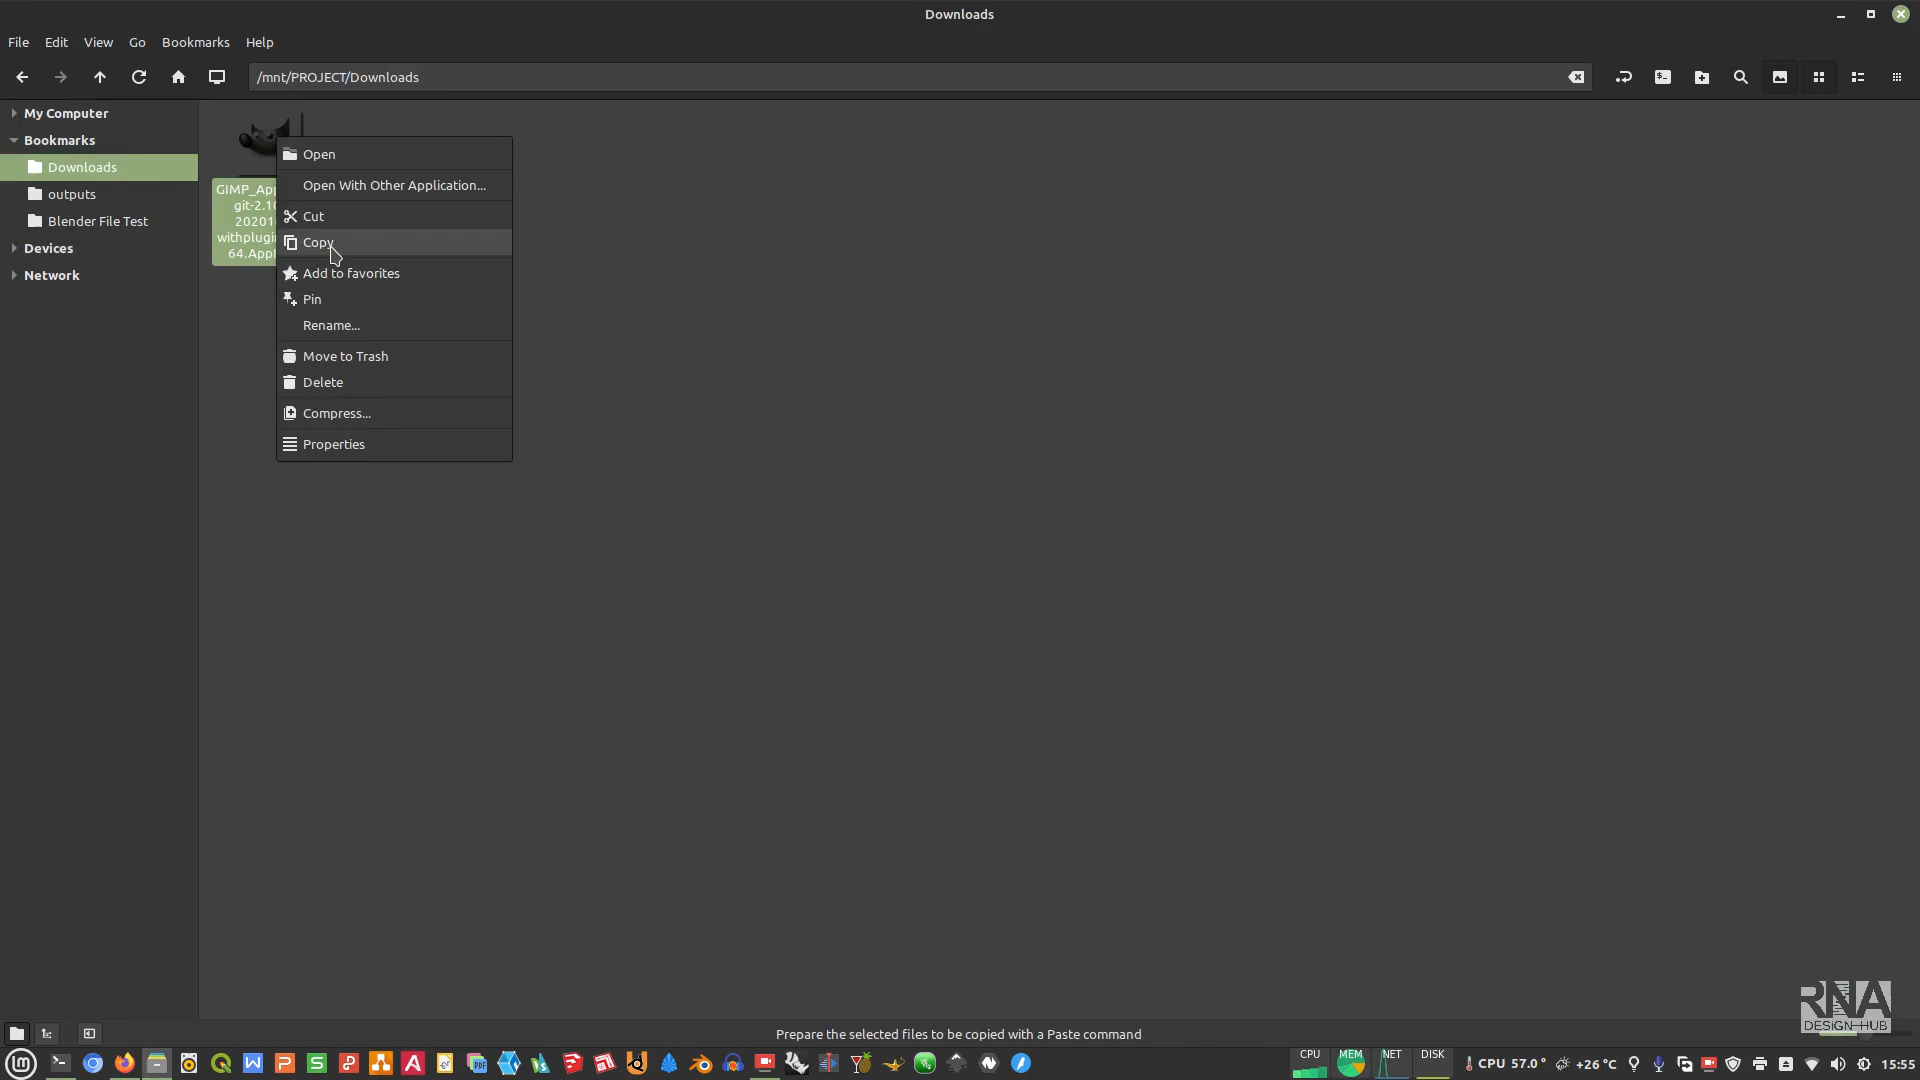 Downloads
File Edit View Go Bookmarks Help
/mnt/PROJECT/Downloads
My Computer
Bookmarks
Downloads
outputs
Blender File Test
Devices
Network
GIMP_App
git-2.10
20201
withplugi
64.App
Open
Open With Other Application...
Cut
Copy
Add to favorites
Pin
Rename...
Move to Trash
Delete
Compress...
Properties
RNA
DESIGN-HUB
Prepare the selected files to be copied with a Paste command
CPU MEM NET DISK
CPU 57.0° +26°C 15:55